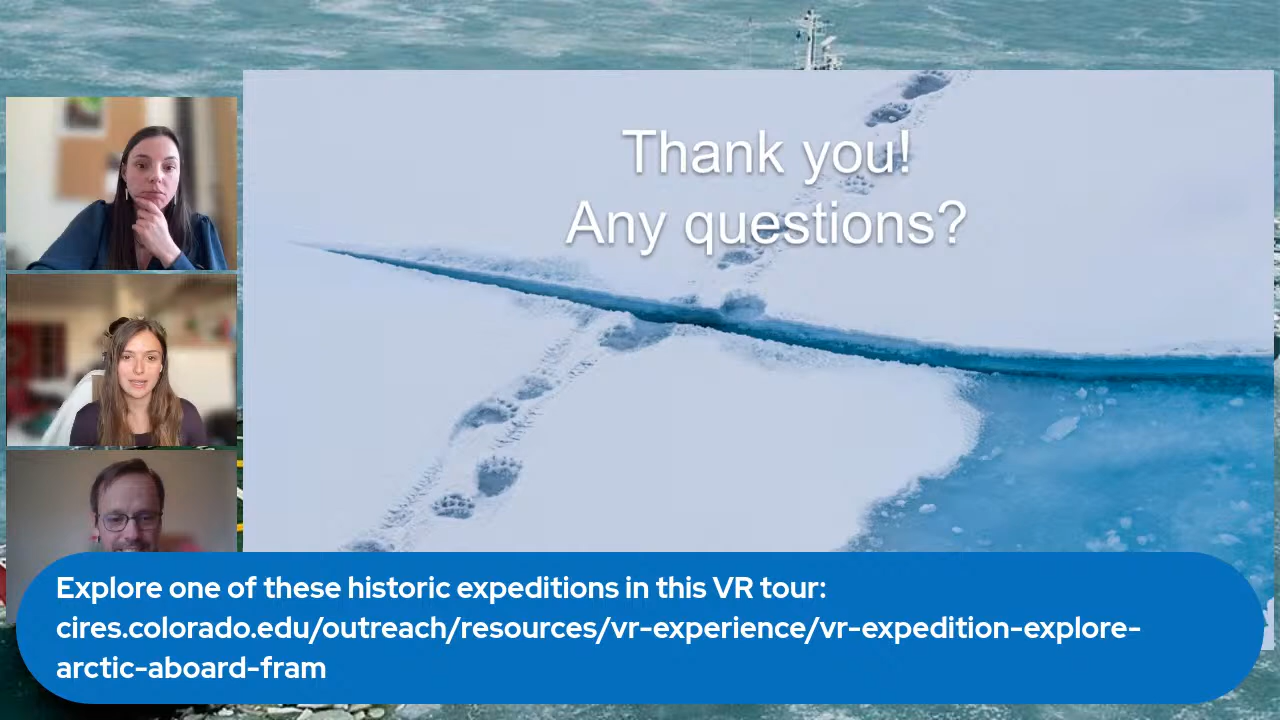 Thank you!
Any questions?
Explore one of these historic expeditions in this VR tour:
cires.colorado.edu/outreach/resources/vr-experience/vr-expedition-explore-
arctic-aboard-fram